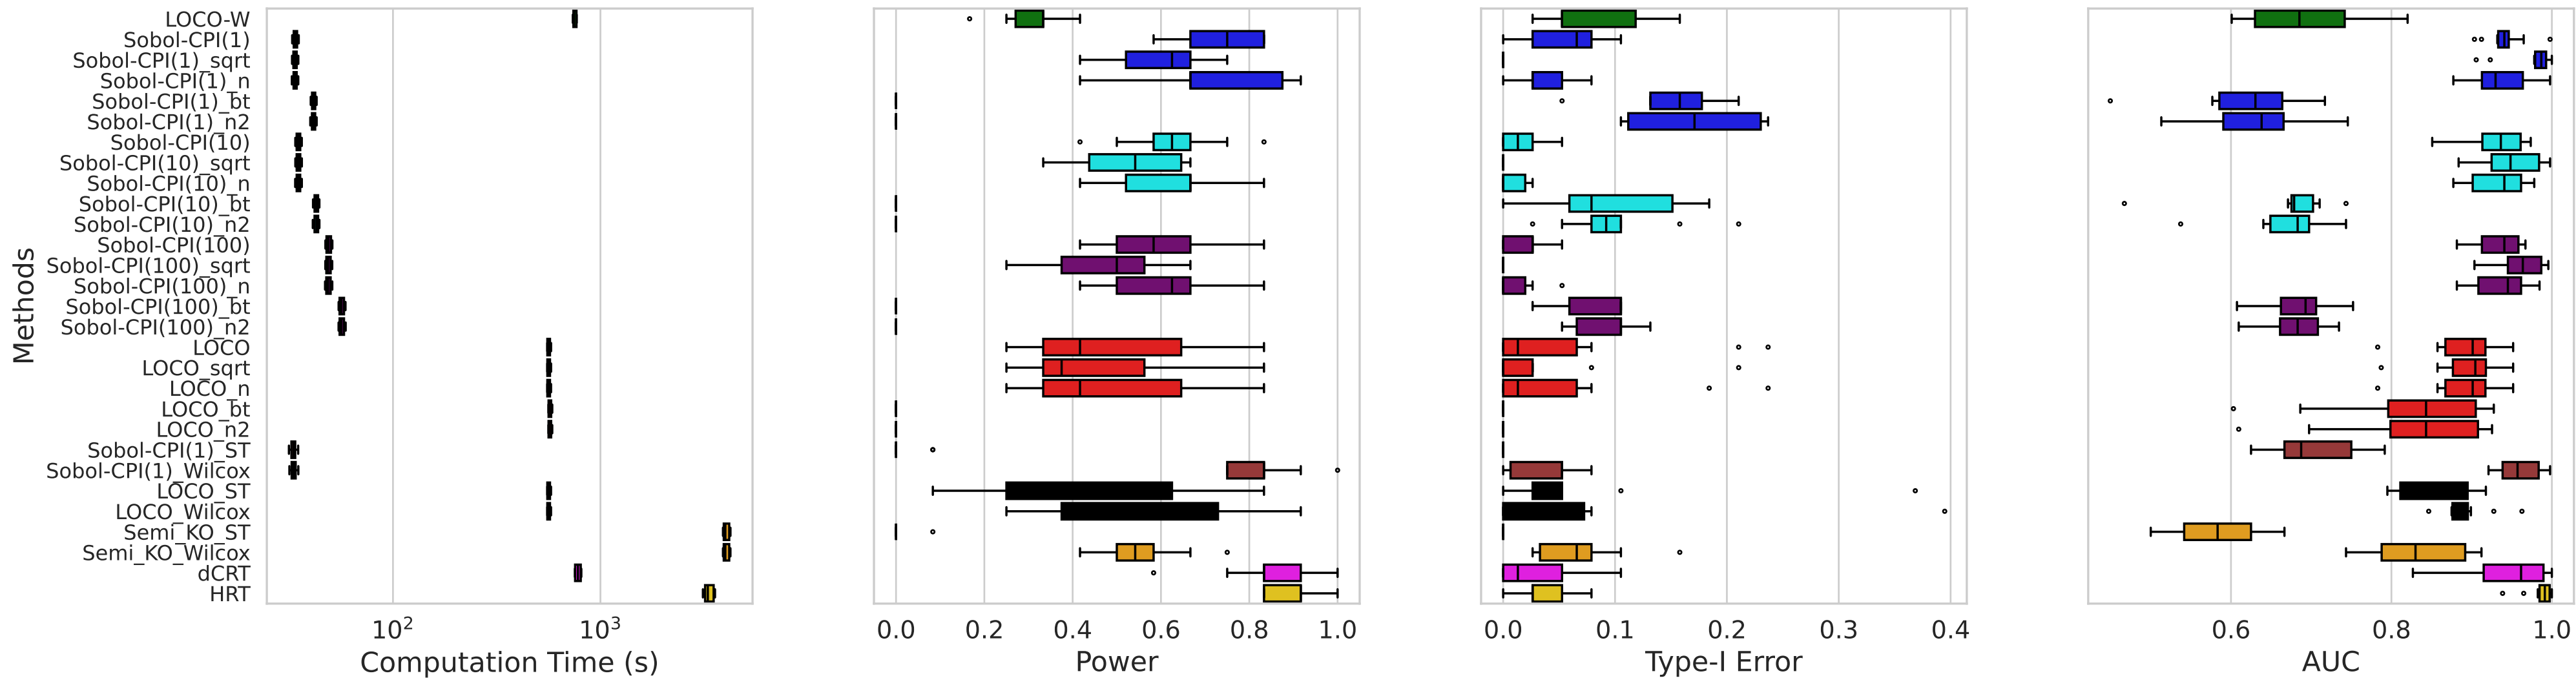 Methods
LOCO-W
Sobol-CPI(1)
Sobol-CPI(1)_sqrt
Sobol-CPI(1)_n
Sobol-CPI(1)_bt
Sobol-CPI(1)_n2
Sobol-CPI(10)
Sobol-CPI(10)_sqrt
Sobol-CPI(10)_n
Sobol-CPI(10)_bt
Sobol-CPI(10)_n2
Sobol-CPI(100)
Sobol-CPI(100)_sqrt
Sobol-CPI(100)_n
Sobol-CPI(100)_bt
Sobol-CPI(100)_n2
LOCO
LOCO_sqrt
LOCO_n
LOCO_bt
LOCO_n2
Sobol-CPI(1)_ST
Sobol-CPI(1)_Wilcox
LOCO_ST
LOCO_Wilcox
Semi_KO_ST
Semi_KO_Wilcox
dCRT
HRT
10² 10³
Computation Time (s)
0.0 0.2 0.4 0.6 0.8 1.0
Power
0.0 0.1 0.2 0.3 0.4
Type-I Error
0.6 0.8 1.0
AUC